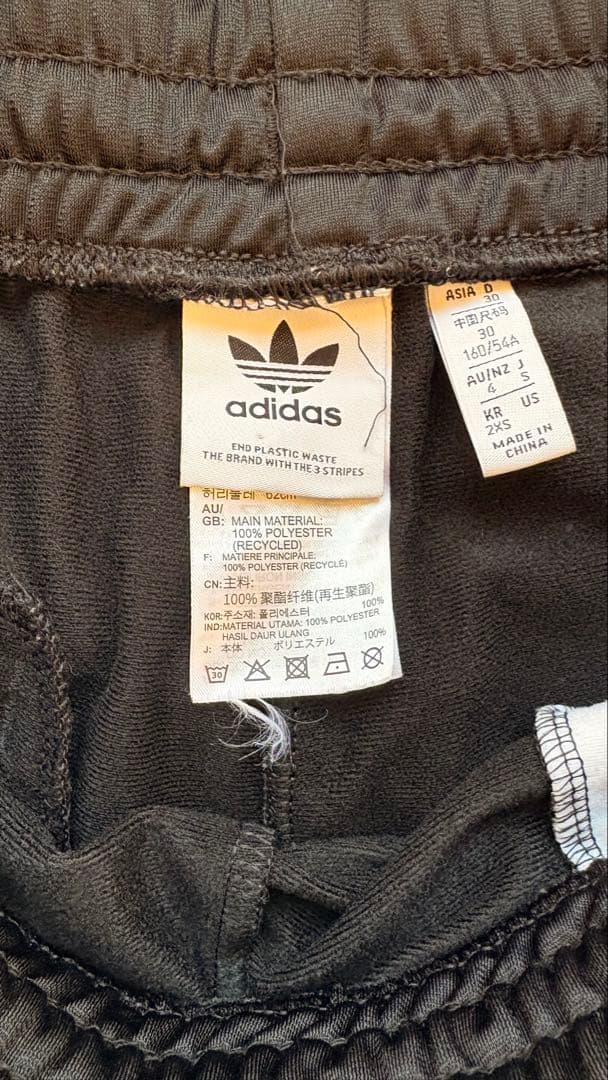 adidas
END PLASTIC WASTE
THE BRAND WITH THE 3 STRIPES
허리둘레 62cm
AU/
GB: MAIN MATERIAL:
100% POLYESTER
(RECYCLED)
F: MATIERE PRINCIPALE:
100% POLYESTER (RECYCLÉ)
CN: 主料:
100% 聚酯纤维(再生聚酯)
KOR:주소재: 폴리에스터 100%
IND:MATERIAL UTAMA: 100% POLYESTER
HASIL DAUR ULANG
J: 本体 ポリエステル 100%
30
ASIA D
30
中国尺码
30
160/54A
AU/NZ J
4 S
KR US
2XS
MADE IN
CHINA